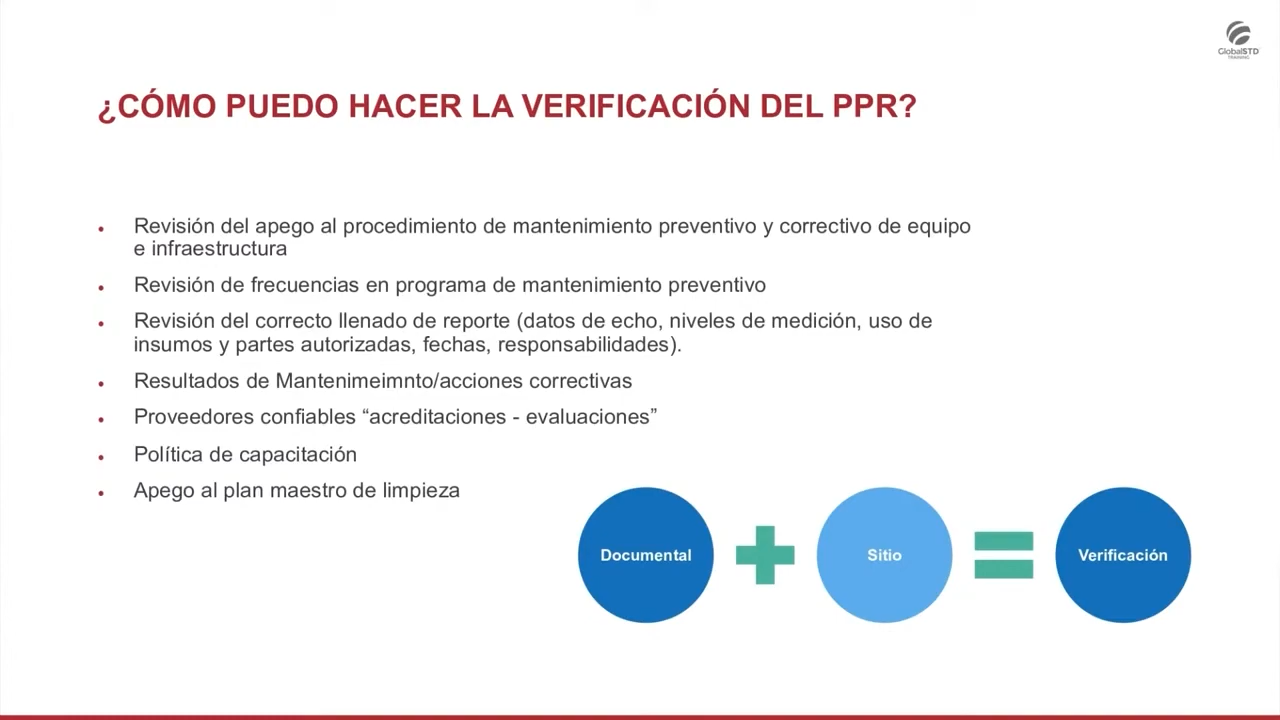 GlobalSTD
TRAINING
¿CÓMO PUEDO HACER LA VERIFICACIÓN DEL PPR?
• Revisión del apego al procedimiento de mantenimiento preventivo y correctivo de equipo
e infraestructura
• Revisión de frecuencias en programa de mantenimiento preventivo
• Revisión del correcto llenado de reporte (datos de echo, niveles de medición, uso de
insumos y partes autorizadas, fechas, responsabilidades).
• Resultados de Mantenimeimnto/acciones correctivas
• Proveedores confiables “acreditaciones - evaluaciones”
• Política de capacitación
• Apego al plan maestro de limpieza
Documental
Sitio
Verificación